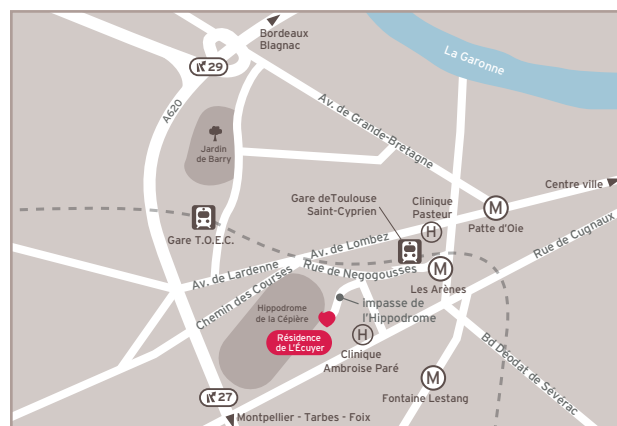 Bordeaux
Blagnac
29
La Garonne
A620
Av. de Grande-Bretagne
Jardin
de Barry
Centre ville
Gare deToulouse
Saint-Cyprien
Clinique
Pasteur
M
H
Patte d'Oie
Rue de Cugnaux
Gare T.O.E.C.
Av. de Lombez
Av. de Lardenne
Rue de Negogousses
M
Les Arènes
Chemin des Courses
Hippodrome
de la Cépière
Impasse de
l'Hippodrome
Résidence
de L'Écuyer
H
Clinique
Ambroise Paré
Bd Déodat de Sévérac
M
Fontaine Lestang
27
Montpellier - Tarbes - Foix